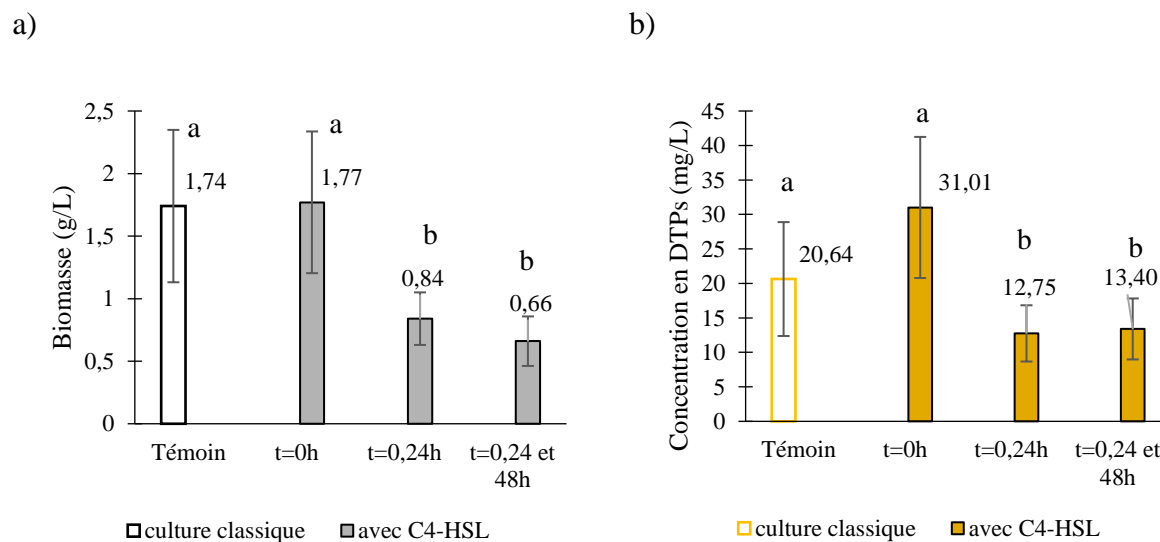 a)
Biomasse (g/L)
2,5
2
1,5
1
0,5
0
a
1,74
a
1,77
b
0,84
b
0,66
Témoin
t=0h
t=0,24h
t=0,24 et
48h
culture classique
avec C4-HSL
b)
Concentration en DTPs (mg/L)
45
40
35
30
25
20
15
10
5
0
a
20,64
a
31,01
b
12,75
b
13,40
Témoin
t=0h
t=0,24h
t=0,24 et
48h
culture classique
avec C4-HSL